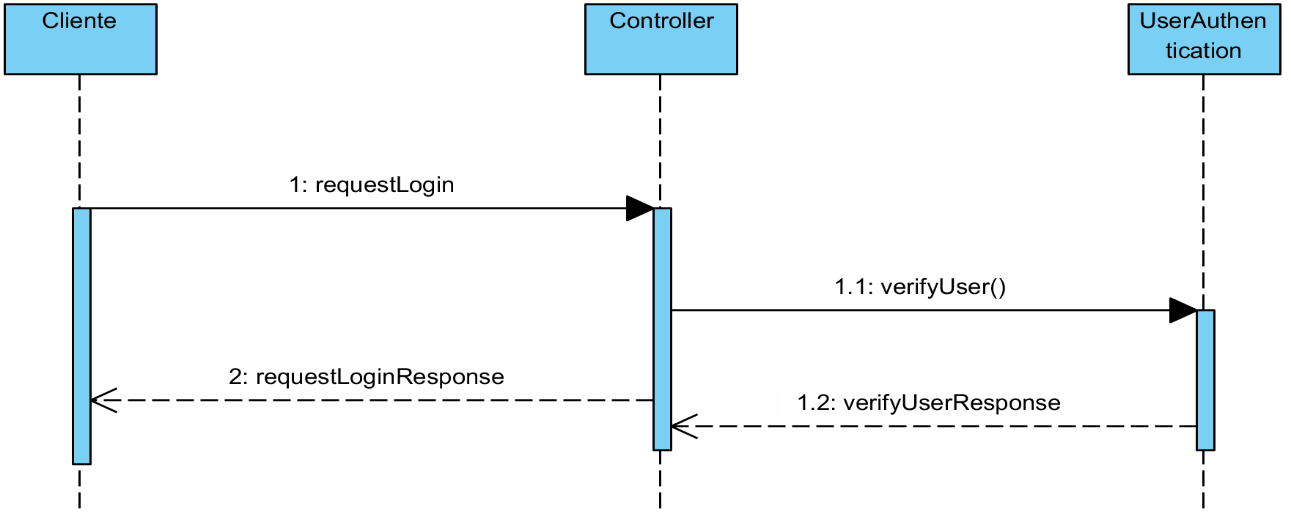 Cliente
Controller
UserAuthen
tication
1: requestLogin
1.1: verifyUser()
2: requestLoginResponse
1.2: verifyUserResponse